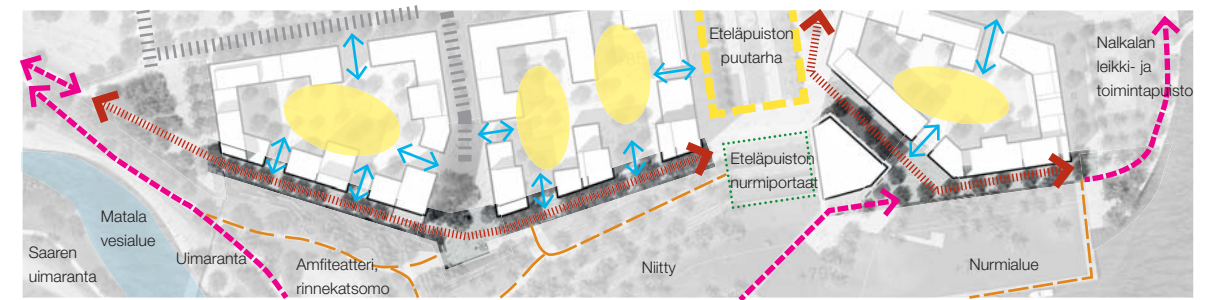 Eteläpuiston
puutarha
Nalkalan
leikki- ja
toimintapuisto
Eteläpuiston
nurmiportaat
Matala
vesialue
Saaren
uimaranta
Uimaranta
Amfiteatteri,
rinnekatsomo
Niitty
Nurmialue